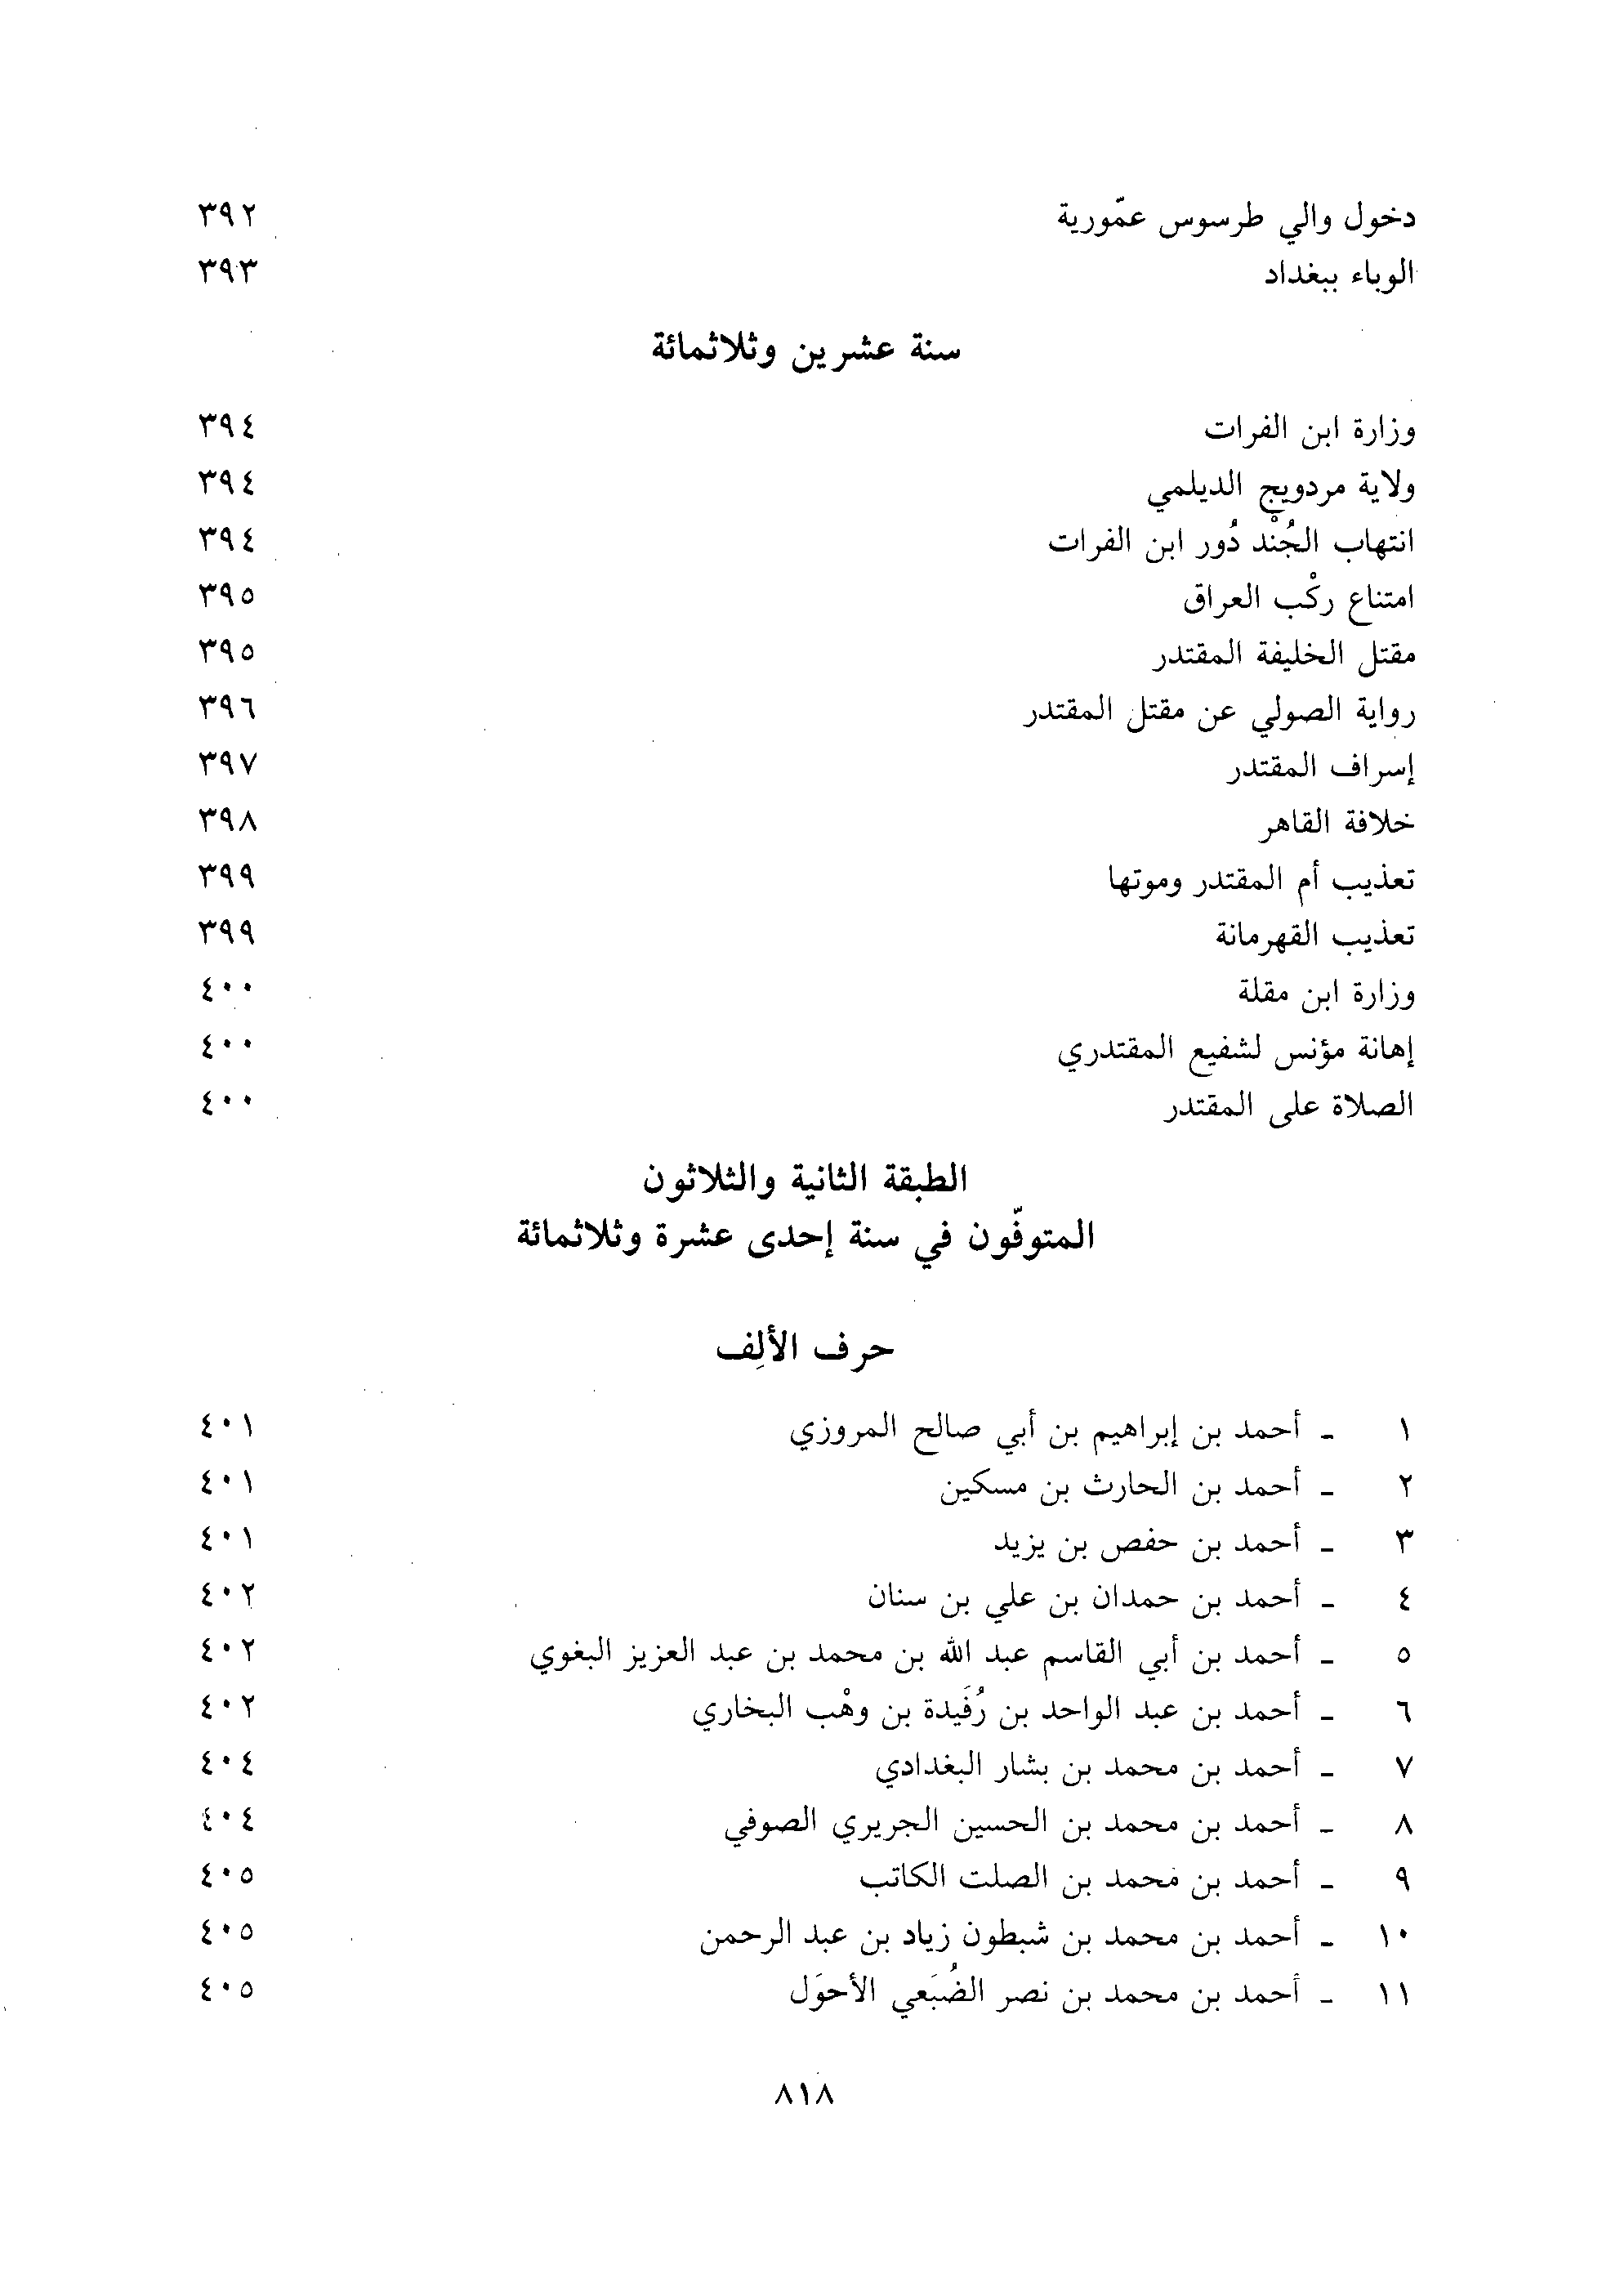 دخول والي طرسوس عمّورية ٣٩٢
الوباء ببغداد ٣٩٣
سنة عشرين وثلاثمائة
وزارة ابن الفرات ٣٩٤
ولاية مردويج الديلمي ٣٩٤
انتهاب الجُنْد دُور ابن الفرات ٣٩٤
امتناع ركْب العراق ٣٩٥
مقتل الخليفة المقتدر ٣٩٥
رواية الصولي عن مقتل المقتدر ٣٩٦
إسراف المقتدر ٣٩٧
خلافة القاهر ٣٩٨
تعذيب أم المقتدر وموتها ٣٩٩
تعذيب القهرمانة ٣٩٩
وزارة ابن مقلة ٤٠٠
إهانة مؤنس لشفيع المقتدري ٤٠٠
الصلاة على المقتدر ٤٠٠
الطبقة الثانية والثلاثون
المتوفّون في سنة إحدى عشرة وثلاثمائة
حرف الألِف
١ - أحمد بن إبراهيم بن أبي صالح المروزي ٤٠١
٢ - أحمد بن الحارث بن مسكين ٤٠١
٣ - أحمد بن حفص بن يزيد ٤٠١
٤ - أحمد بن حمدان بن علي بن سنان ٤٠٢
٥ - أحمد بن أبي القاسم عبد الله بن محمد بن عبد العزيز البغوي ٤٠٢
٦ - أحمد بن عبد الواحد بن رُفَيدة بن وهْب البخاري ٤٠٢
٧ - أحمد بن محمد بن بشار البغدادي ٤٠٤
٨ - أحمد بن محمد بن الحسين الجريري الصوفي ٤٠٤
٩ - أحمد بن محمد بن الصلت الكاتب ٤٠٥
١٠ - أحمد بن محمد بن شبطون زياد بن عبد الرحمن ٤٠٥
١١ - أحمد بن محمد بن نصر الضُبَعي الأحوَل ٤٠٥
٨١٨